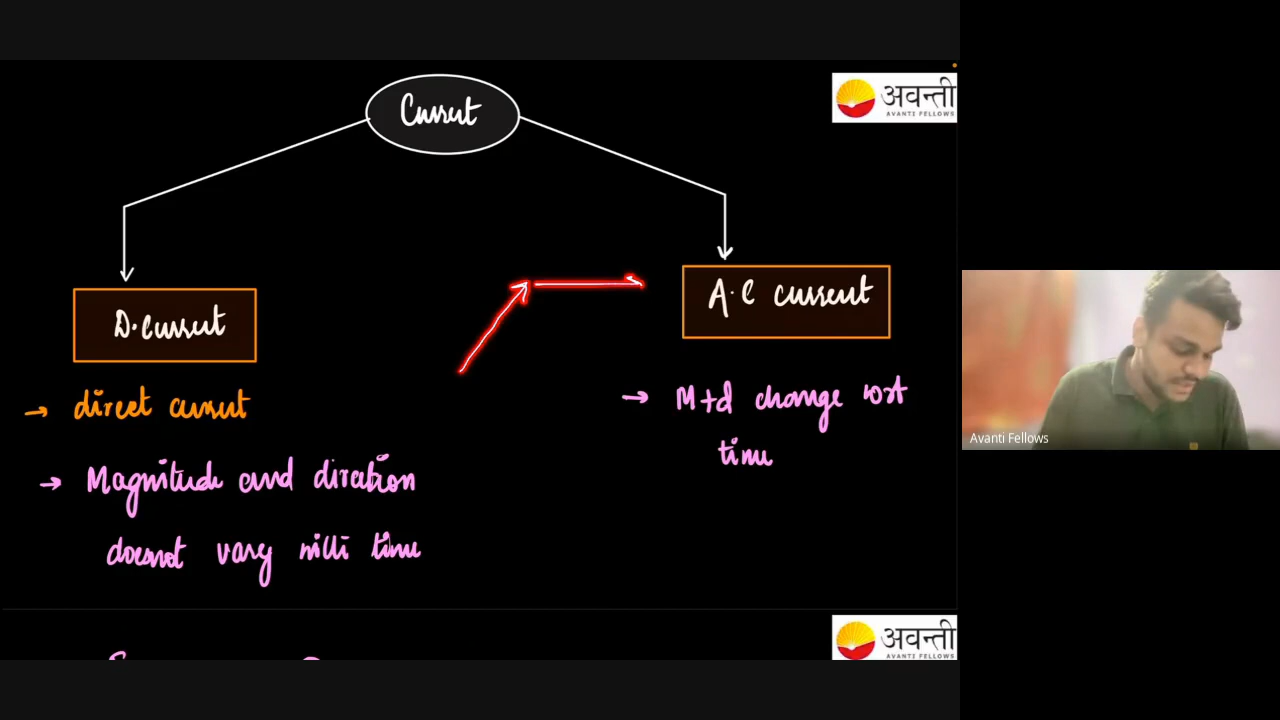 Current
अवन्ती
AVANTI FELLOWS
D.current
A.C current
→ direct current
→ M+d change wrt
time
→ Magnitude and direction
doesnot vary with time
Avanti Fellows
अवन्ती
AVANTI FELLOWS